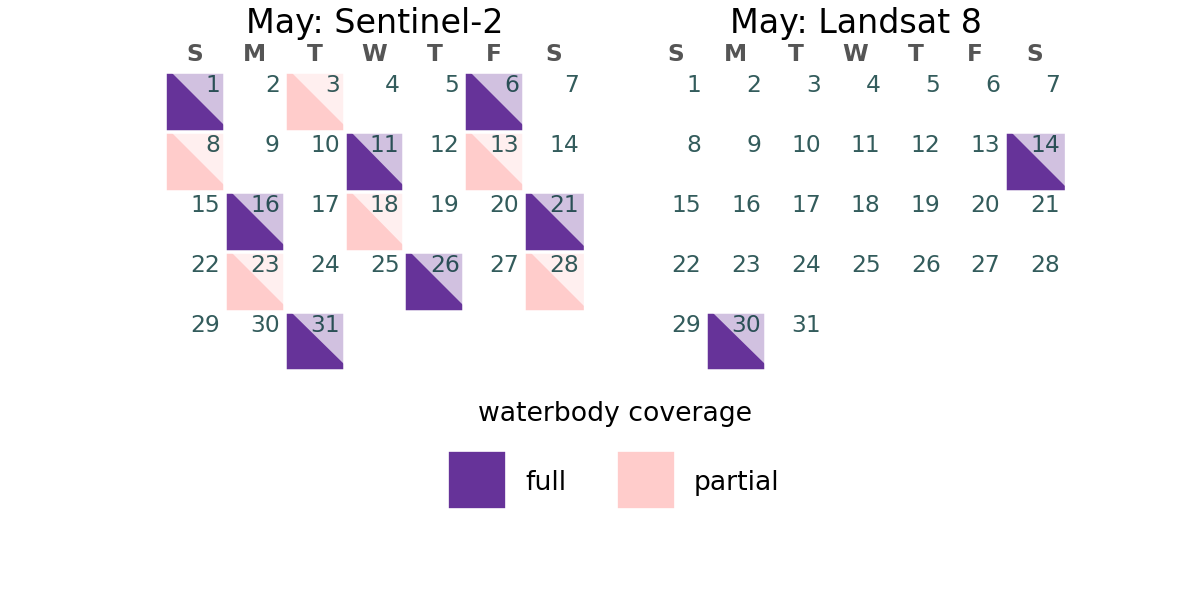 May: Sentinel-2
S M T W T F S
1 2 3 4 5 6 7
8 9 10 11 12 13 14
15 16 17 18 19 20 21
22 23 24 25 26 27 28
29 30 31
May: Landsat 8
S M T W T F S
1 2 3 4 5 6 7
8 9 10 11 12 13 14
15 16 17 18 19 20 21
22 23 24 25 26 27 28
29 30 31
waterbody coverage
full
partial